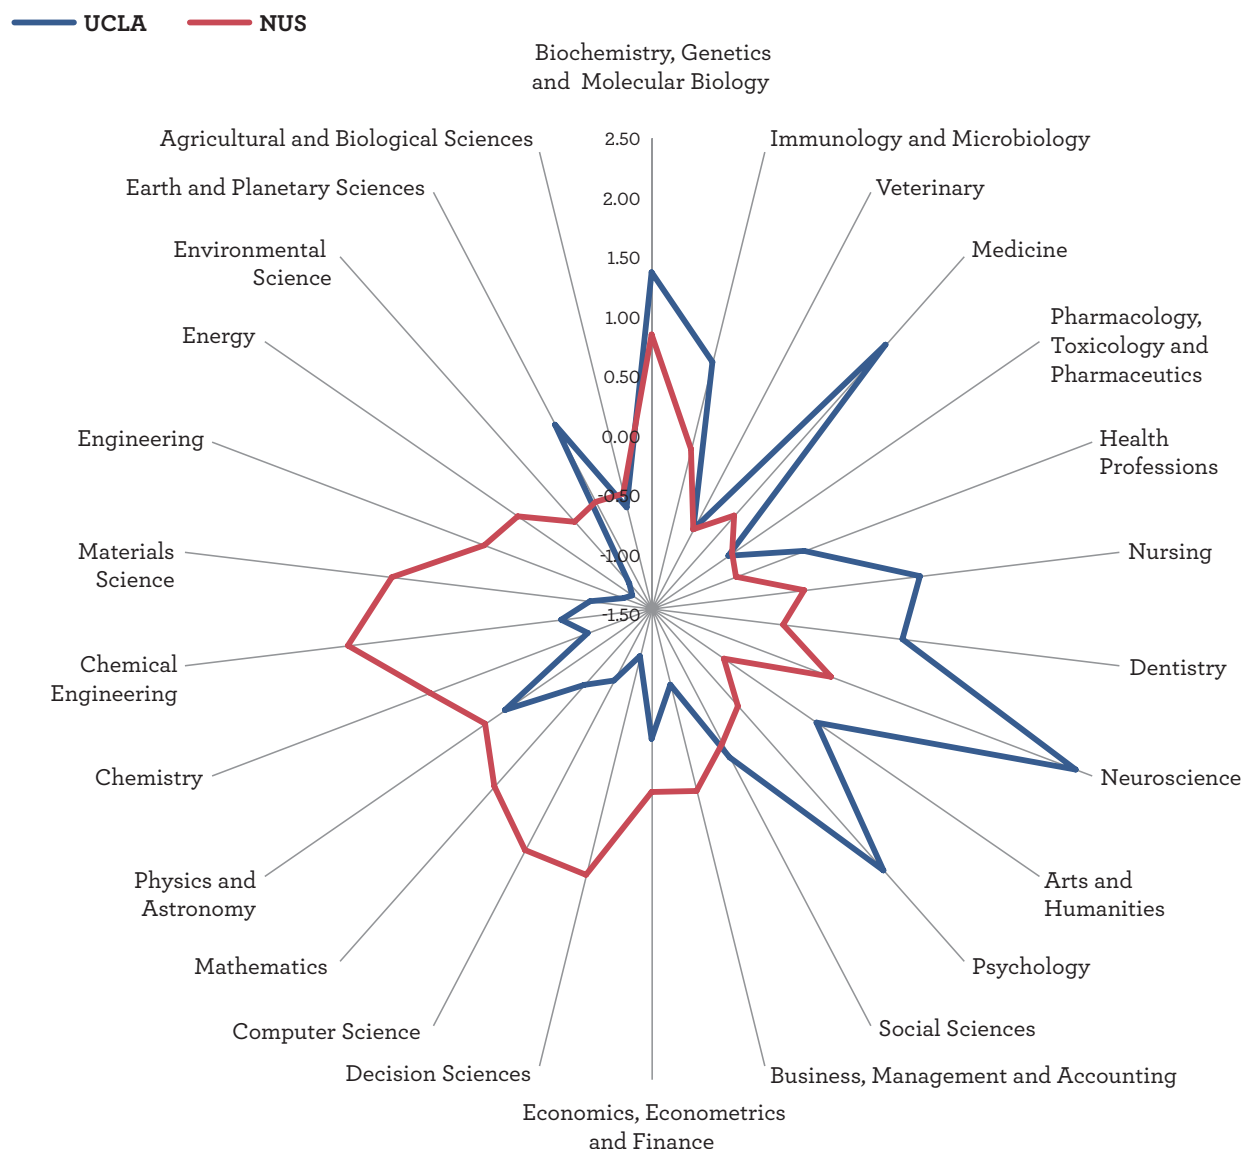 UCLA
NUS
Biochemistry, Genetics
and Molecular Biology
Agricultural and Biological Sciences
2.50
Immunology and Microbiology
Earth and Planetary Sciences
Veterinary
2.00
Environmental
Science
1.50
Medicine
Energy
1.00
Pharmacology,
Toxicology and
Pharmaceutics
0.50
Engineering
0.00
Health
Professions
-0.50
Materials
Science
-1.00
Nursing
-1.50
Chemical
Engineering
Dentistry
Chemistry
Neuroscience
Physics and
Astronomy
Arts and
Humanities
Mathematics
Psychology
Computer Science
Social Sciences
Decision Sciences
Business, Management and Accounting
Economics, Econometrics
and Finance